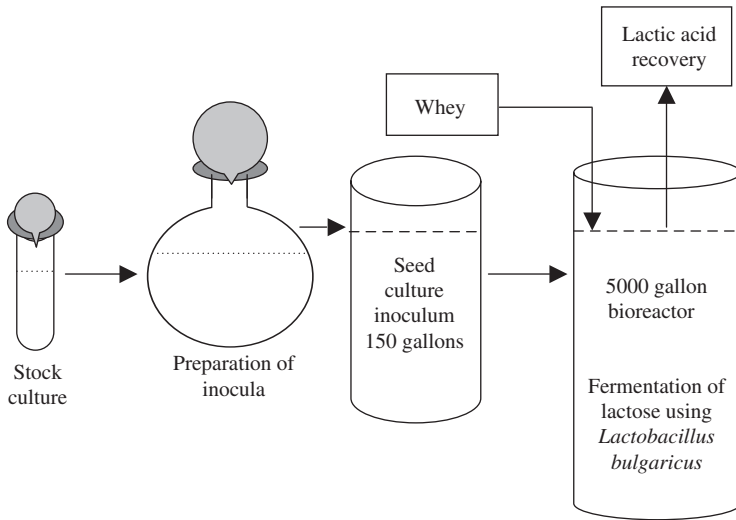 Stock
culture
Preparation of
inocula
Seed
culture
inoculum
150 gallons
Whey
Lactic acid
recovery
5000 gallon
bioreactor
Fermentation of
lactose using
Lactobacillus
bulgaricus